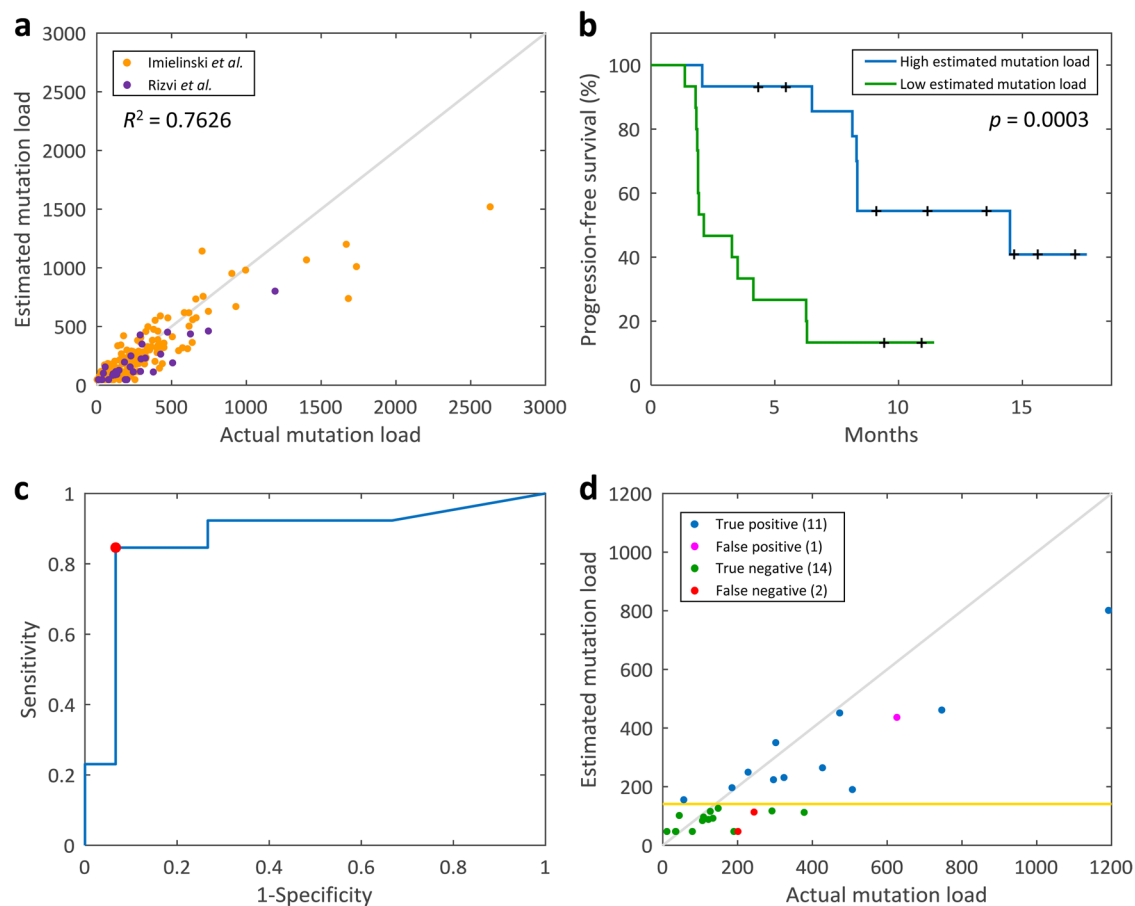 a
3000
2500
2000
1500
1000
500
0
Estimated mutation load
Imielinski et al.
Rizvi et al.
R² = 0.7626
0 500 1000 1500 2000 2500 3000
Actual mutation load
b
100
80
60
40
20
0
Progression-free survival (%)
High estimated mutation load
Low estimated mutation load
p = 0.0003
0 5 10 15
Months
c
1
0.8
0.6
0.4
0.2
0
Sensitivity
0.2 0.4 0.6 0.8 1
1-Specificity
d
1200
1000
800
600
400
200
0
Estimated mutation load
True positive (11)
False positive (1)
True negative (14)
False negative (2)
0 200 400 600 800 1000 1200
Actual mutation load